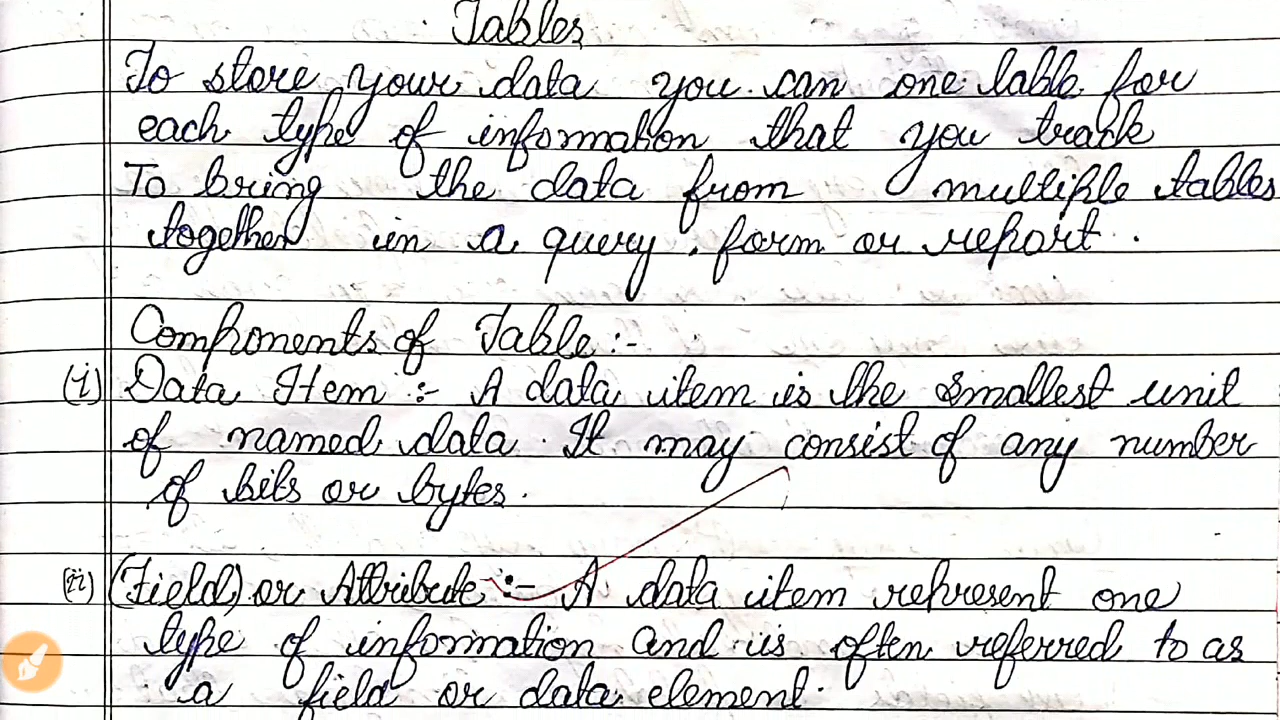 Tables
To store your data you can one table for
each type of information that you track
To bring the data from multiple tables
together in a query, form or report.
Components of Table :-
(i) Data Item :- A data item is the smallest unit
of named data. It may consist of any number
of bits or bytes.
(ii) (Field) or Attribute :- A data item represent one
type of information and is often referred to as
a field or data element.